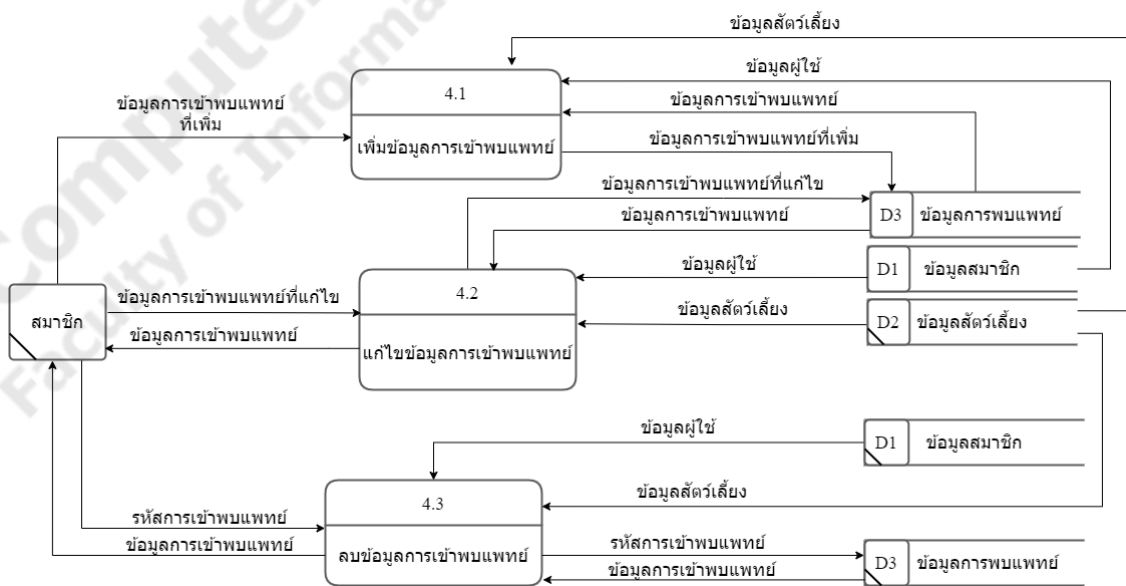 ข้อมูลสัตว์เลี้ยง
ข้อมูลผู้ใช้
4.1
ข้อมูลการเข้าพบแพทย์
ข้อมูลการเข้าพบแพทย์
ที่เพิ่ม
เพิ่มข้อมูลการเข้าพบแพทย์
ข้อมูลการเข้าพบแพทย์ที่เพิ่ม
ข้อมูลการเข้าพบแพทย์ที่แก้ไข
ข้อมูลการเข้าพบแพทย์
D3 ข้อมูลการพบแพทย์
ข้อมูลผู้ใช้
D1 ข้อมูลสมาชิก
4.2
ข้อมูลการเข้าพบแพทย์ที่แก้ไข
ข้อมูลสัตว์เลี้ยง
D2 ข้อมูลสัตว์เลี้ยง
สมาชิก
ข้อมูลการเข้าพบแพทย์
แก้ไขข้อมูลการเข้าพบแพทย์
ข้อมูลผู้ใช้
D1 ข้อมูลสมาชิก
ข้อมูลสัตว์เลี้ยง
4.3
รหัสการเข้าพบแพทย์
ข้อมูลการเข้าพบแพทย์
ลบข้อมูลการเข้าพบแพทย์
รหัสการเข้าพบแพทย์
ข้อมูลการเข้าพบแพทย์
D3 ข้อมูลการพบแพทย์
Faculty of Informa